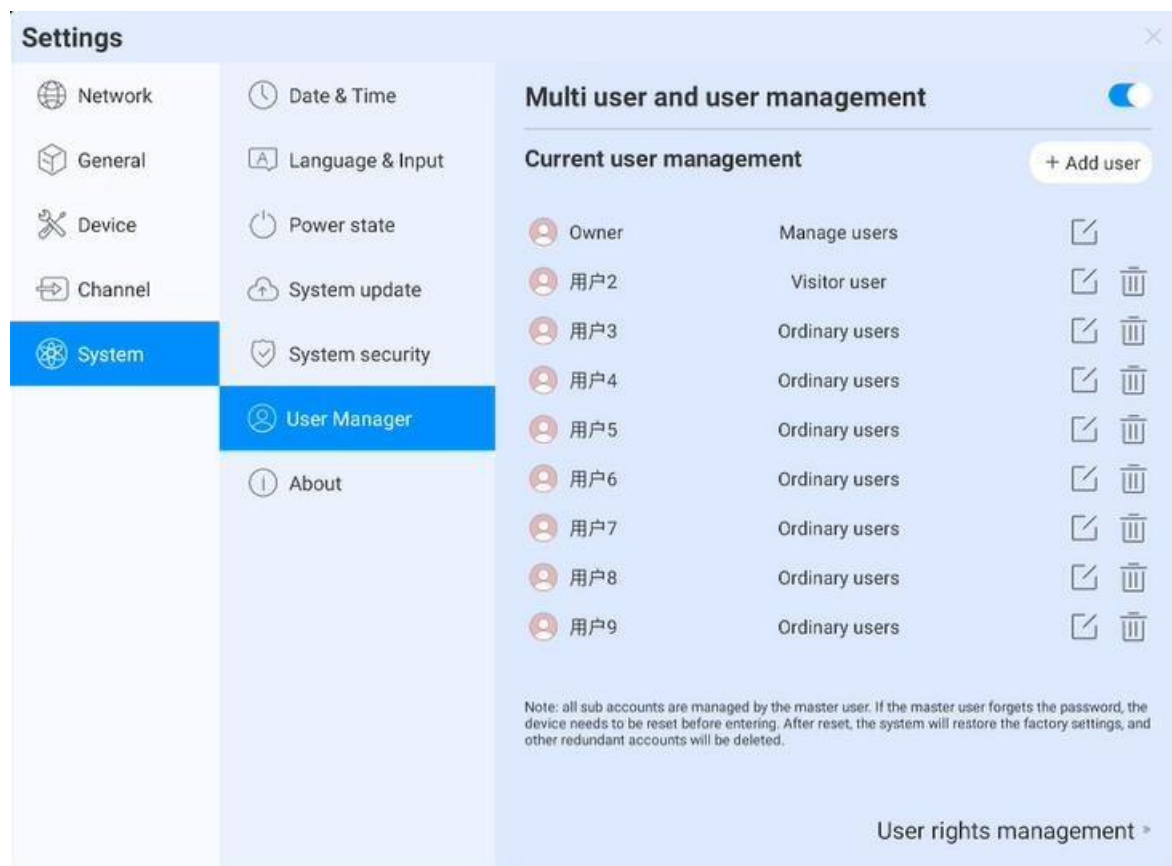 Settings
Network
General
Device
Channel
System
Date & Time
Language & Input
Power state
System update
System security
User Manager
About
Multi user and user management
Current user management
+ Add user
Owner Manage users
用户2 Visitor user
用户3 Ordinary users
用户4 Ordinary users
用户5 Ordinary users
用户6 Ordinary users
用户7 Ordinary users
用户8 Ordinary users
用户9 Ordinary users
Note: all sub accounts are managed by the master user. If the master user forgets the password, the
device needs to be reset before entering. After reset, the system will restore the factory settings, and
other redundant accounts will be deleted.
User rights management